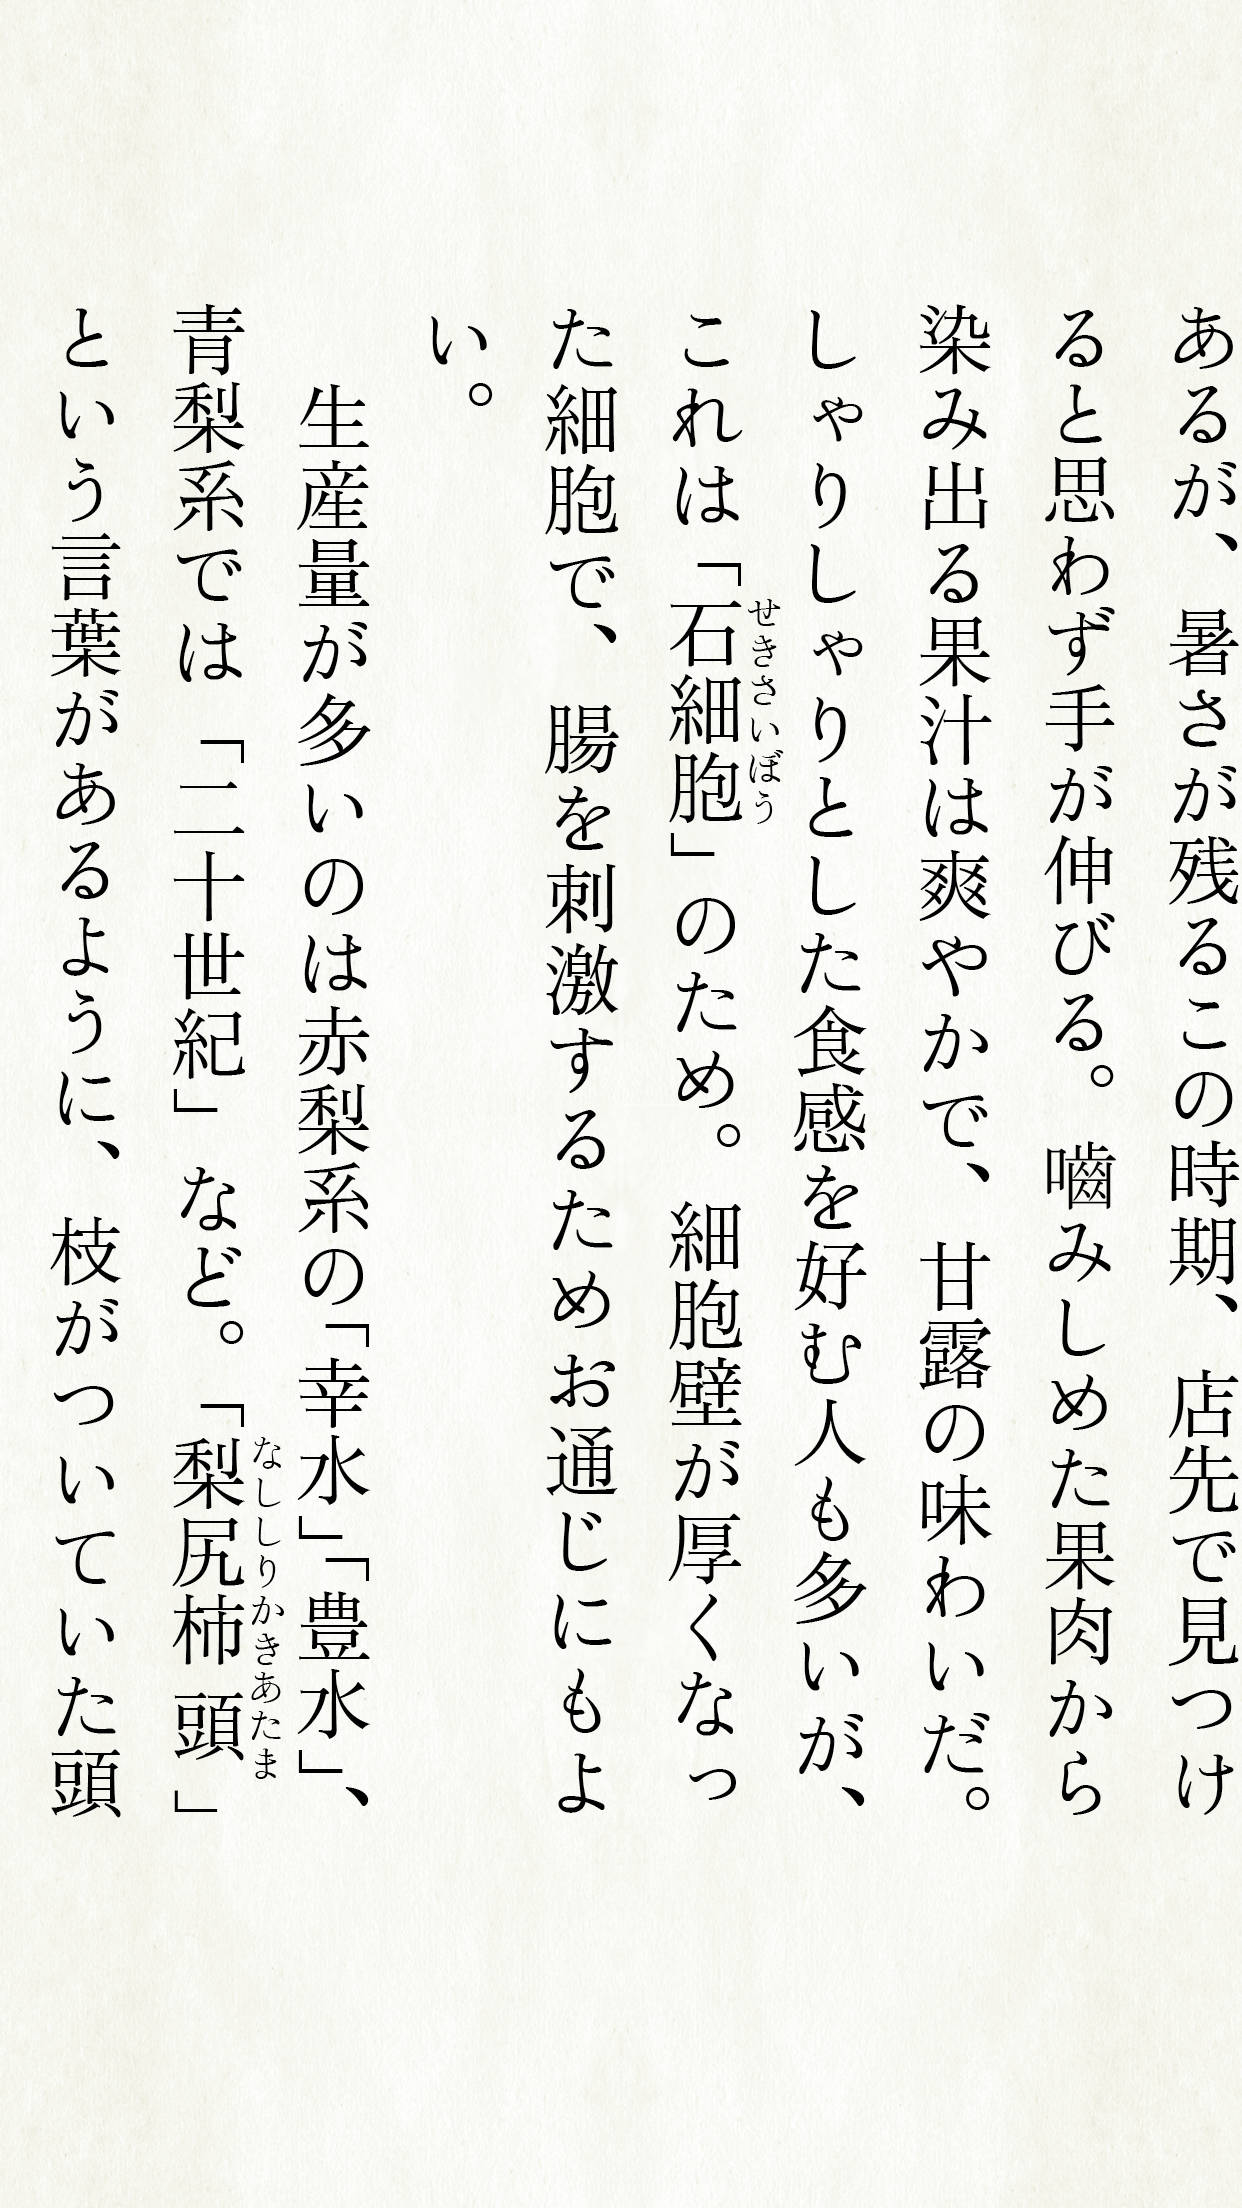 あるが、暑さが残るこの時期、店先で見つけ
ると思わず手が伸びる。嚙みしめた果肉から
染み出る果汁は爽やかで、甘露の味わいだ。
しゃりしゃりとした食感を好む人も多いが、
せきさいぼう
これは「石細胞」のため。細胞壁が厚くなっ
た細胞で、腸を刺激するためお通じにもよ
い。
　生産量が多いのは赤梨系の「幸水」「豊水」、
なししりかきあたま
青梨系では「二十世紀」など。「梨尻柿頭」
という言葉があるように、枝がついていた頭